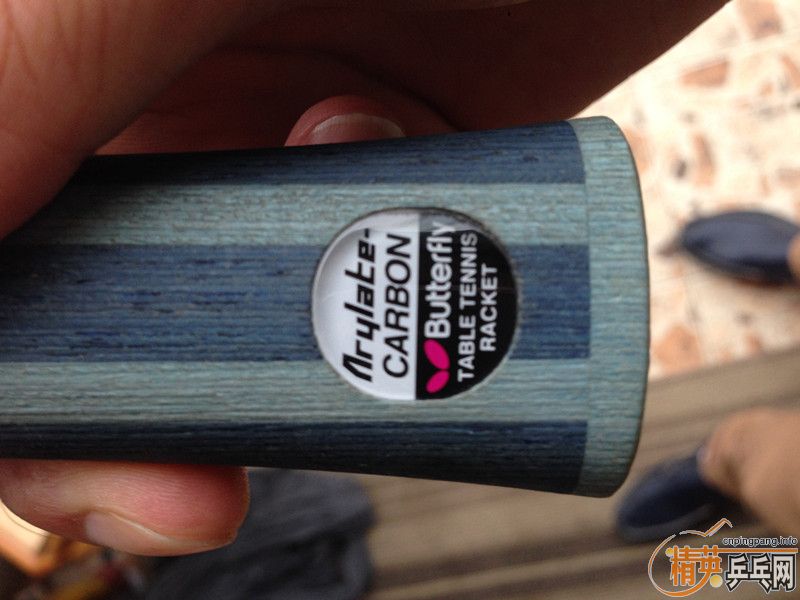 Arylate-
CARBON
Butterfly
TABLE TENNIS
RACKET
cnpingpang.info
精英乒乓网